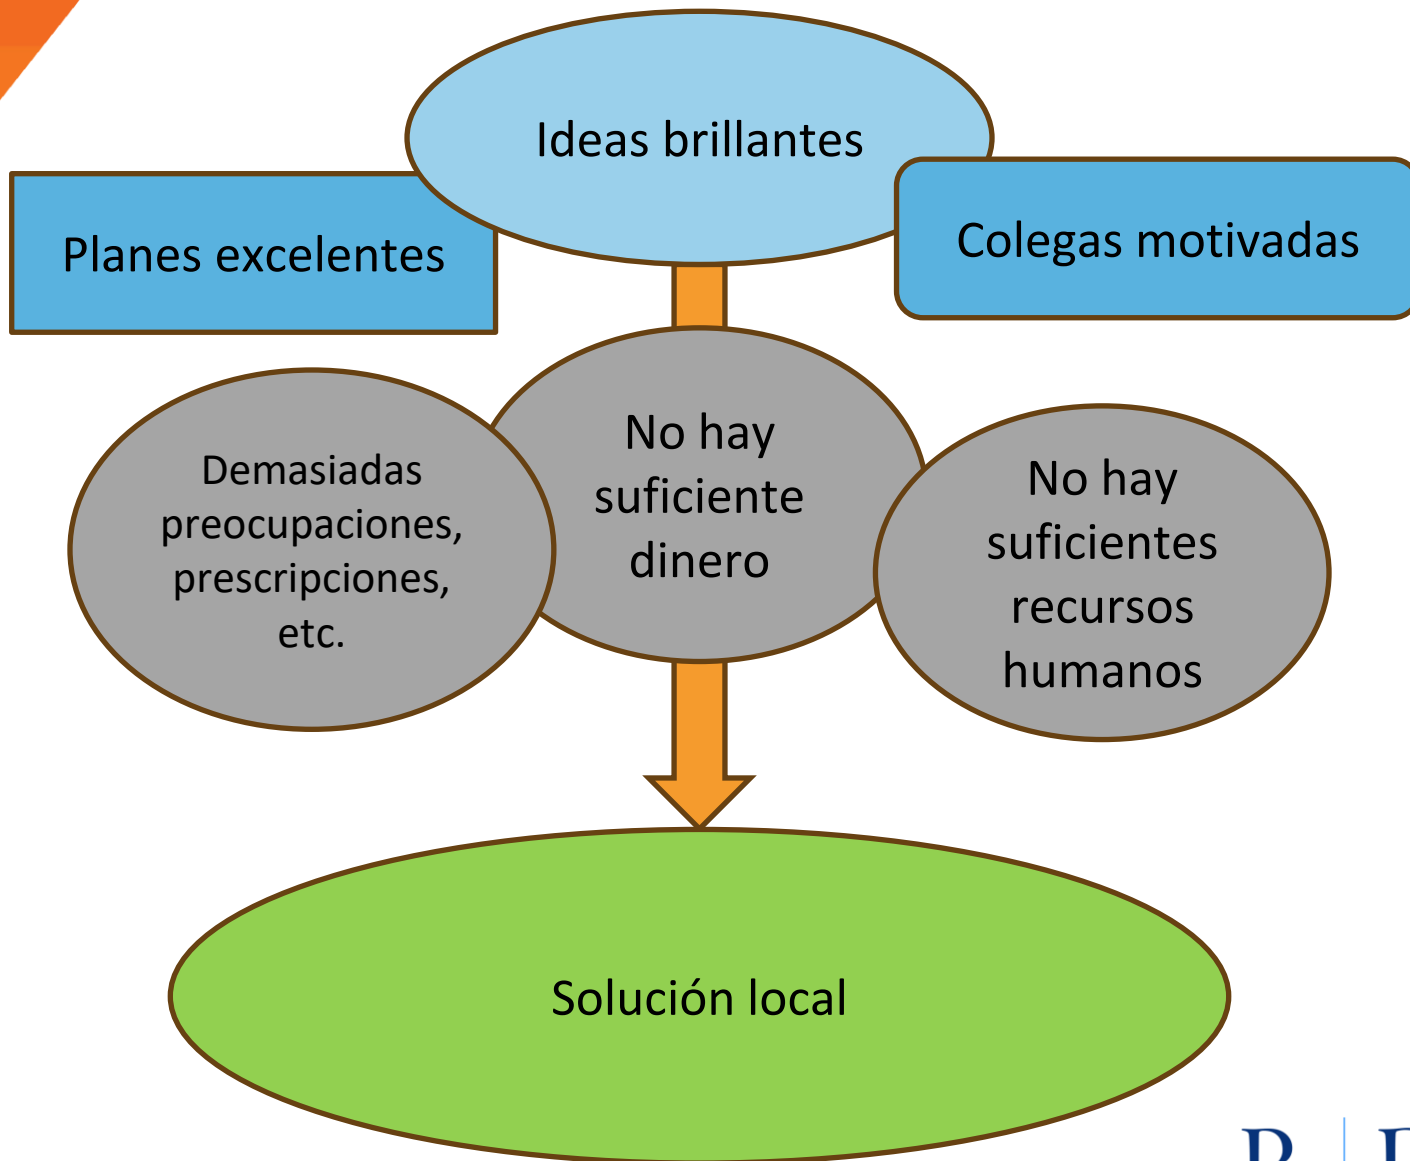 Ideas brillantes
Planes excelentes
Colegas motivadas
Demasiadas
preocupaciones,
prescripciones,
etc.
No hay
suficiente
dinero
No hay
suficientes
recursos
humanos
Solución local